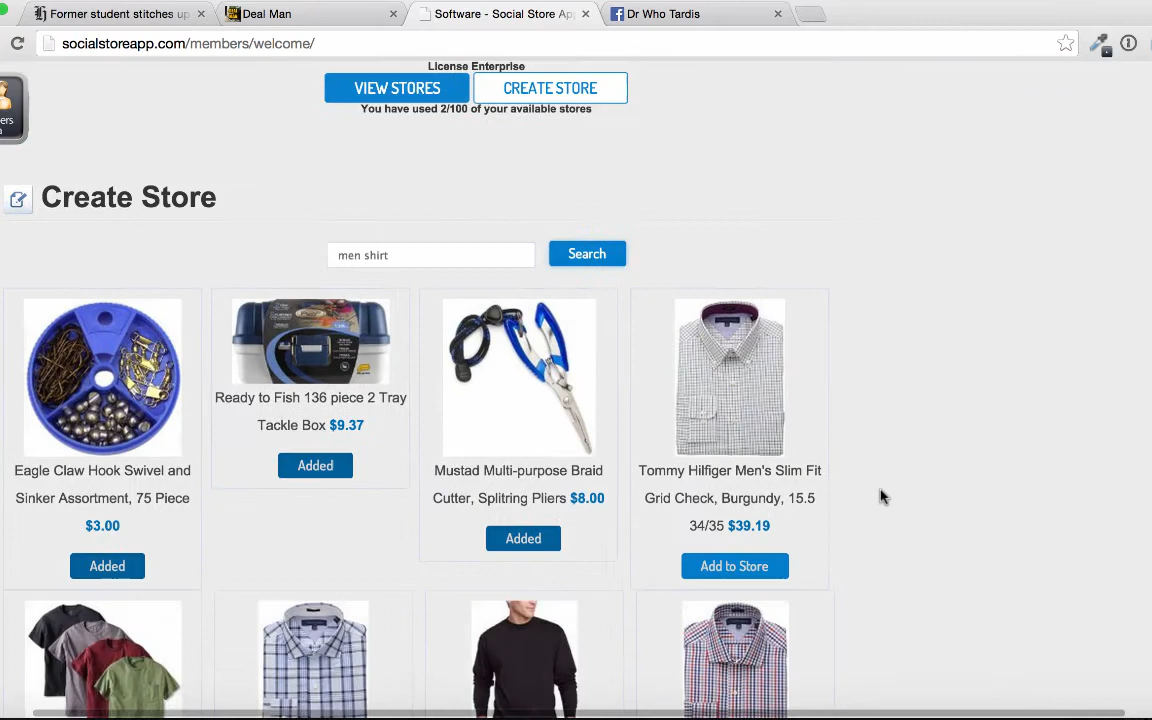 Former student stitches up
Deal Man
Software - Social Store Ap
Dr Who Tardis
socialstoreapp.com/members/welcome/
License Enterprise
VIEW STORES
CREATE STORE
You have used 2/100 of your available stores
ers
a
Create Store
men shirt
Search
Eagle Claw Hook Swivel and
Sinker Assortment, 75 Piece
$3.00
Added
Ready to Fish 136 piece 2 Tray
Tackle Box $9.37
Added
Mustad Multi-purpose Braid
Cutter, Splitring Pliers $8.00
Added
Tommy Hilfiger Men's Slim Fit
Grid Check, Burgundy, 15.5
34/35 $39.19
Add to Store